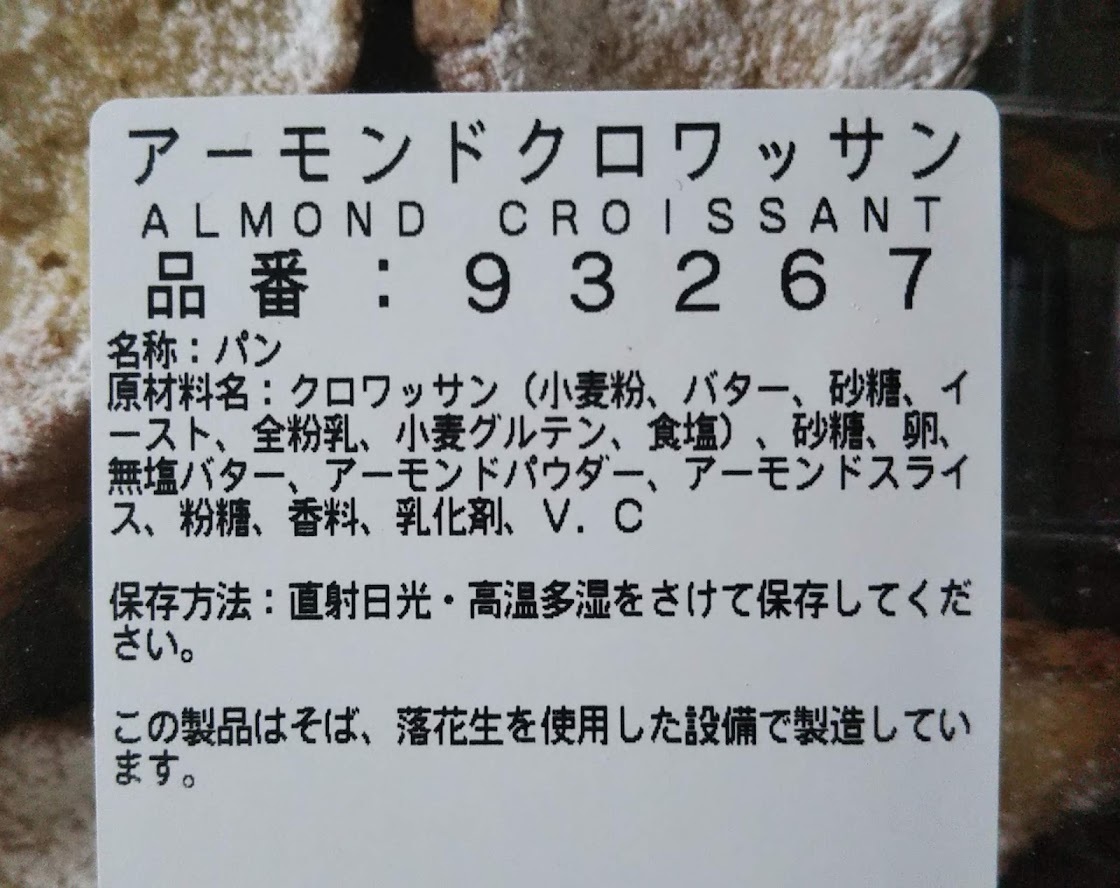 アーモンドクロワッサン
ALMOND CROISSANT
品番：93267
名称：パン
原材料名：クロワッサン（小麦粉、バター、砂糖、イ
ースト、全粉乳、小麦グルテン、食塩）、砂糖、卵、
無塩バター、アーモンドパウダー、アーモンドスライ
ス、粉糖、香料、乳化剤、V．C
保存方法：直射日光・高温多湿をさけて保存してくだ
さい。
この製品はそば、落花生を使用した設備で製造してい
ます。